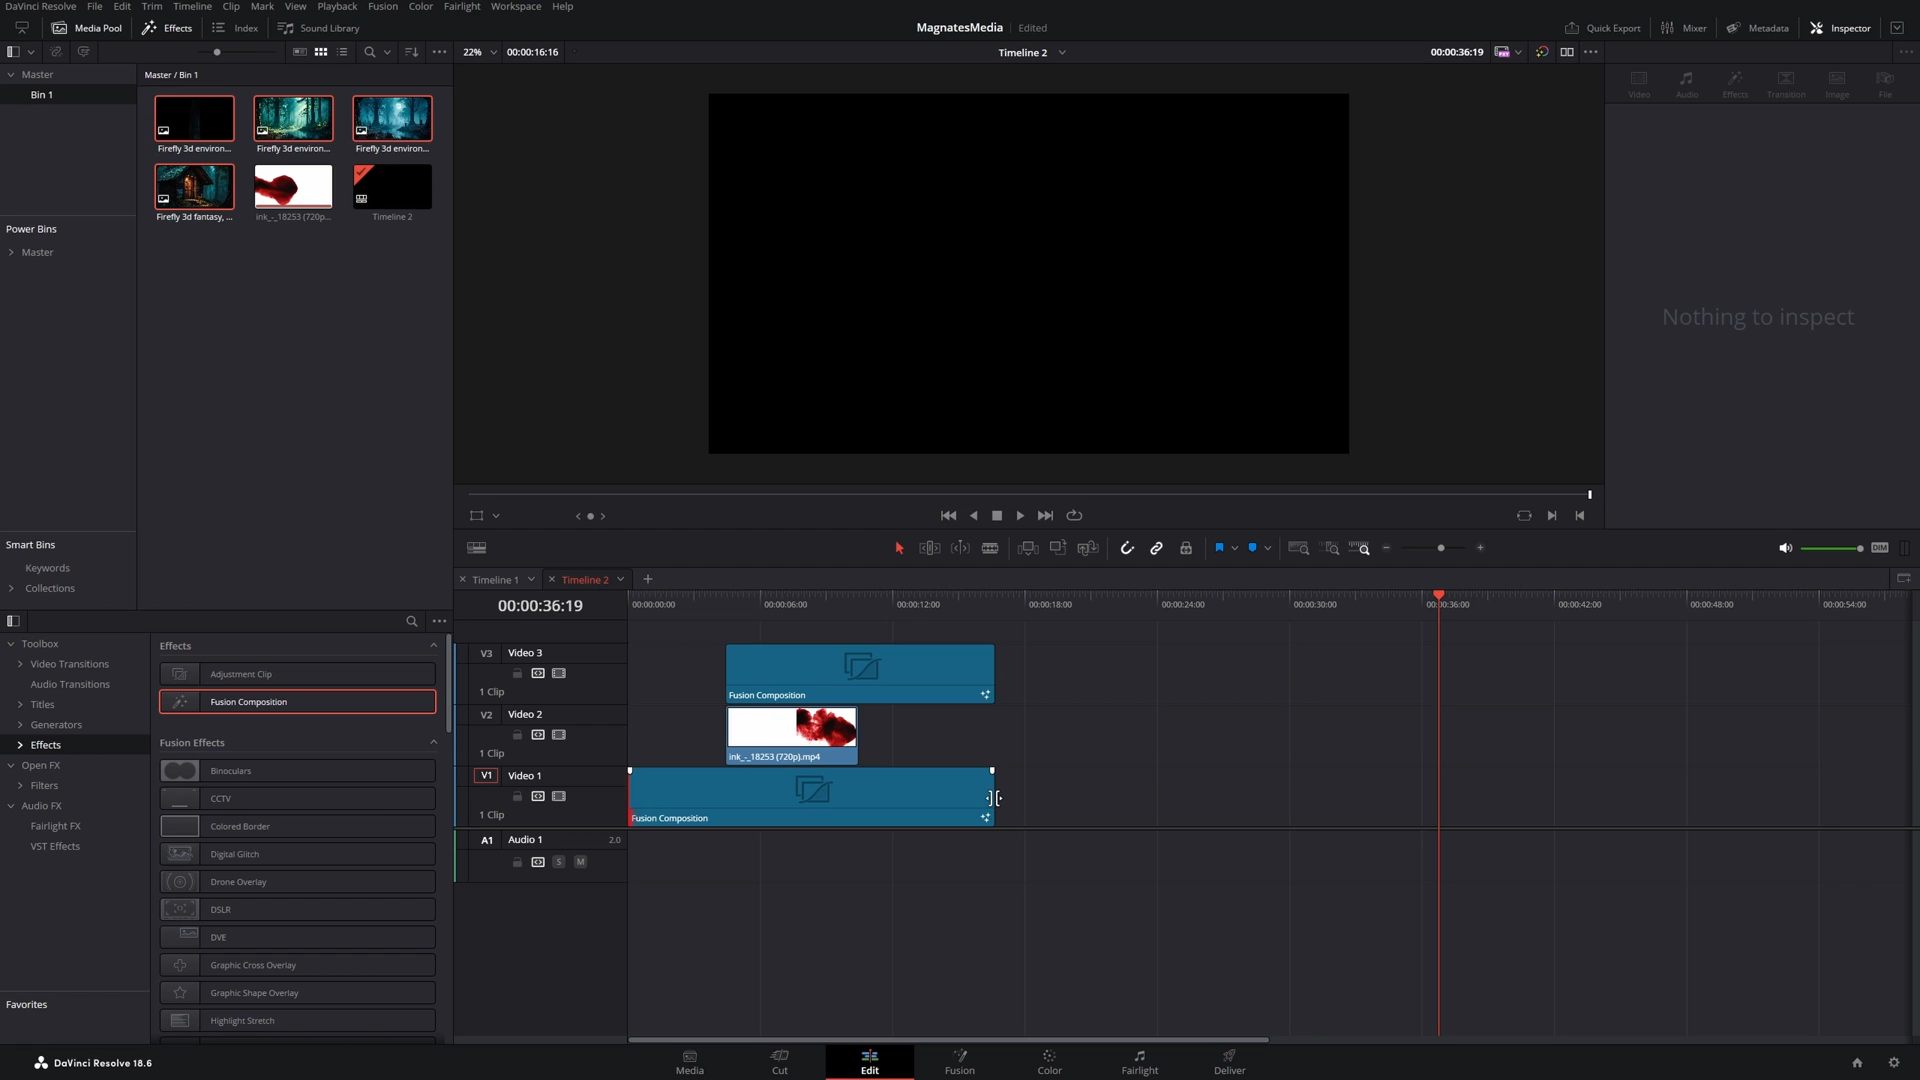 DaVinci Resolve File Edit Trim Timeline Clip Mark View Playback Fusion Color Fairlight Workspace Help
Media Pool Effects Index Sound Library MagnatesMedia Edited Quick Export Mixer Metadata Inspector
22% 00:00:16:16 Timeline 2 00:00:36:19
Master Master / Bin 1
Bin 1
Video Audio Effects Transition Image File
Firefly 3d environ... Firefly 3d environ... Firefly 3d environ...
Firefly 3d fantasy, ... ink_-_18253 (720p... Timeline 2
Power Bins
Master
Nothing to inspect
Smart Bins
Keywords
Collections
DIM
Timeline 1 Timeline 2
00:00:36:19 00:00:00:00 00:00:06:00 00:00:12:00 00:00:18:00 00:00:24:00 00:00:30:00 00:00:36:00 00:00:42:00 00:00:48:00 00:00:54:00
Toolbox
Video Transitions
Audio Transitions
Titles
Generators
Effects
Open FX
Filters
Audio FX
Fairlight FX
VST Effects
Favorites
Effects
Adjustment Clip
Fusion Composition
Fusion Effects
Binoculars
CCTV
Colored Border
Digital Glitch
Drone Overlay
DSLR
DVE
Graphic Cross Overlay
Graphic Shape Overlay
Highlight Stretch
V3 Video 3
1 Clip
Fusion Composition
V2 Video 2
1 Clip
ink_-_18253 (720p).mp4
V1 Video 1
1 Clip
Fusion Composition
A1 Audio 1 2.0
S M
DaVinci Resolve 18.6
Media Cut Edit Fusion Color Fairlight Deliver